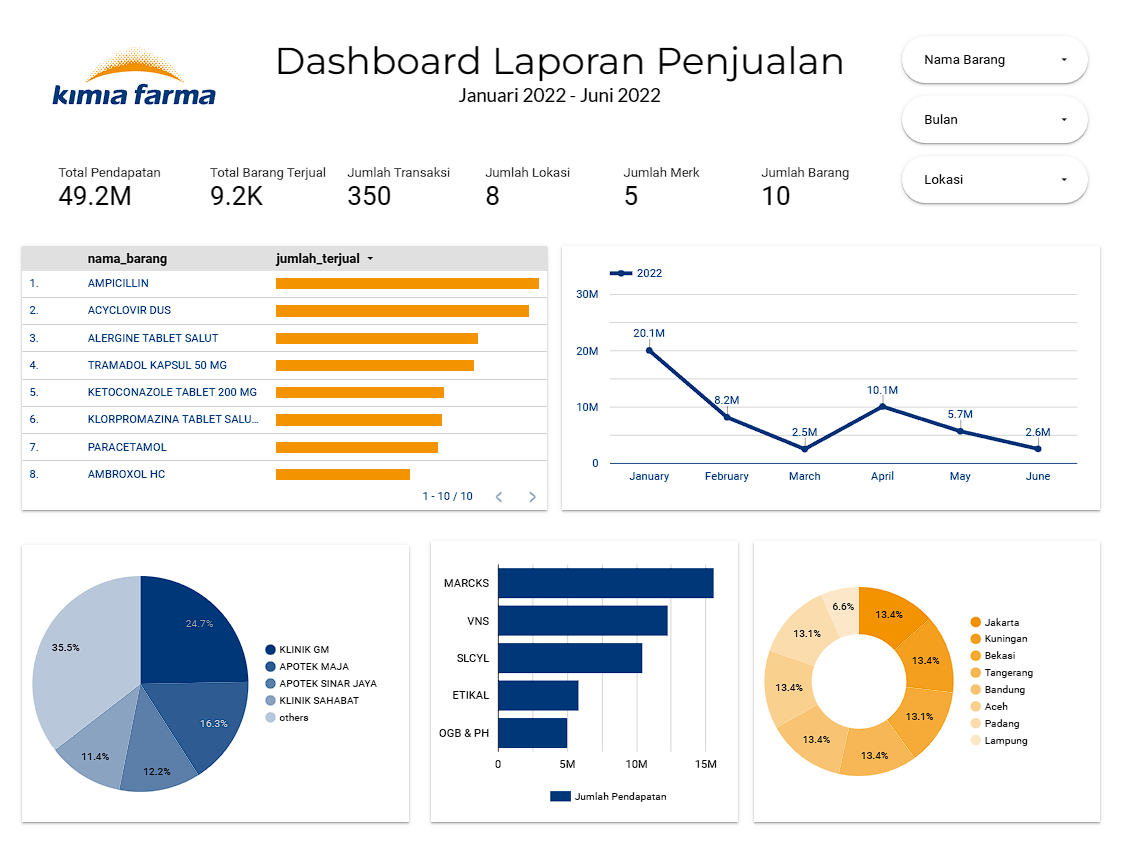 kimia farma
Dashboard Laporan Penjualan
Januari 2022 - Juni 2022
Nama Barang
Bulan
Lokasi
Total Pendapatan
49.2M
Total Barang Terjual
9.2K
Jumlah Transaksi
350
Jumlah Lokasi
8
Jumlah Merk
5
Jumlah Barang
10
nama_barang jumlah_terjual
1. AMPICILLIN
2. ACYCLOVIR DUS
3. ALERGINE TABLET SALUT
4. TRAMADOL KAPSUL 50 MG
5. KETOCONAZOLE TABLET 200 MG
6. KLORPROMAZINA TABLET SALU...
7. PARACETAMOL
8. AMBROXOL HC
1 - 10 / 10
2022
30M
20M
10M
0
20.1M
8.2M
2.5M
10.1M
5.7M
2.6M
January February March April May June
24.7%
16.3%
12.2%
11.4%
35.5%
KLINIK GM
APOTEK MAJA
APOTEK SINAR JAYA
KLINIK SAHABAT
others
MARCKS
VNS
SLCYL
ETIKAL
OGB & PH
0 5M 10M 15M
Jumlah Pendapatan
13.4%
13.4%
13.1%
13.4%
13.4%
13.4%
13.1%
6.6%
Jakarta
Kuningan
Bekasi
Tangerang
Bandung
Aceh
Padang
Lampung